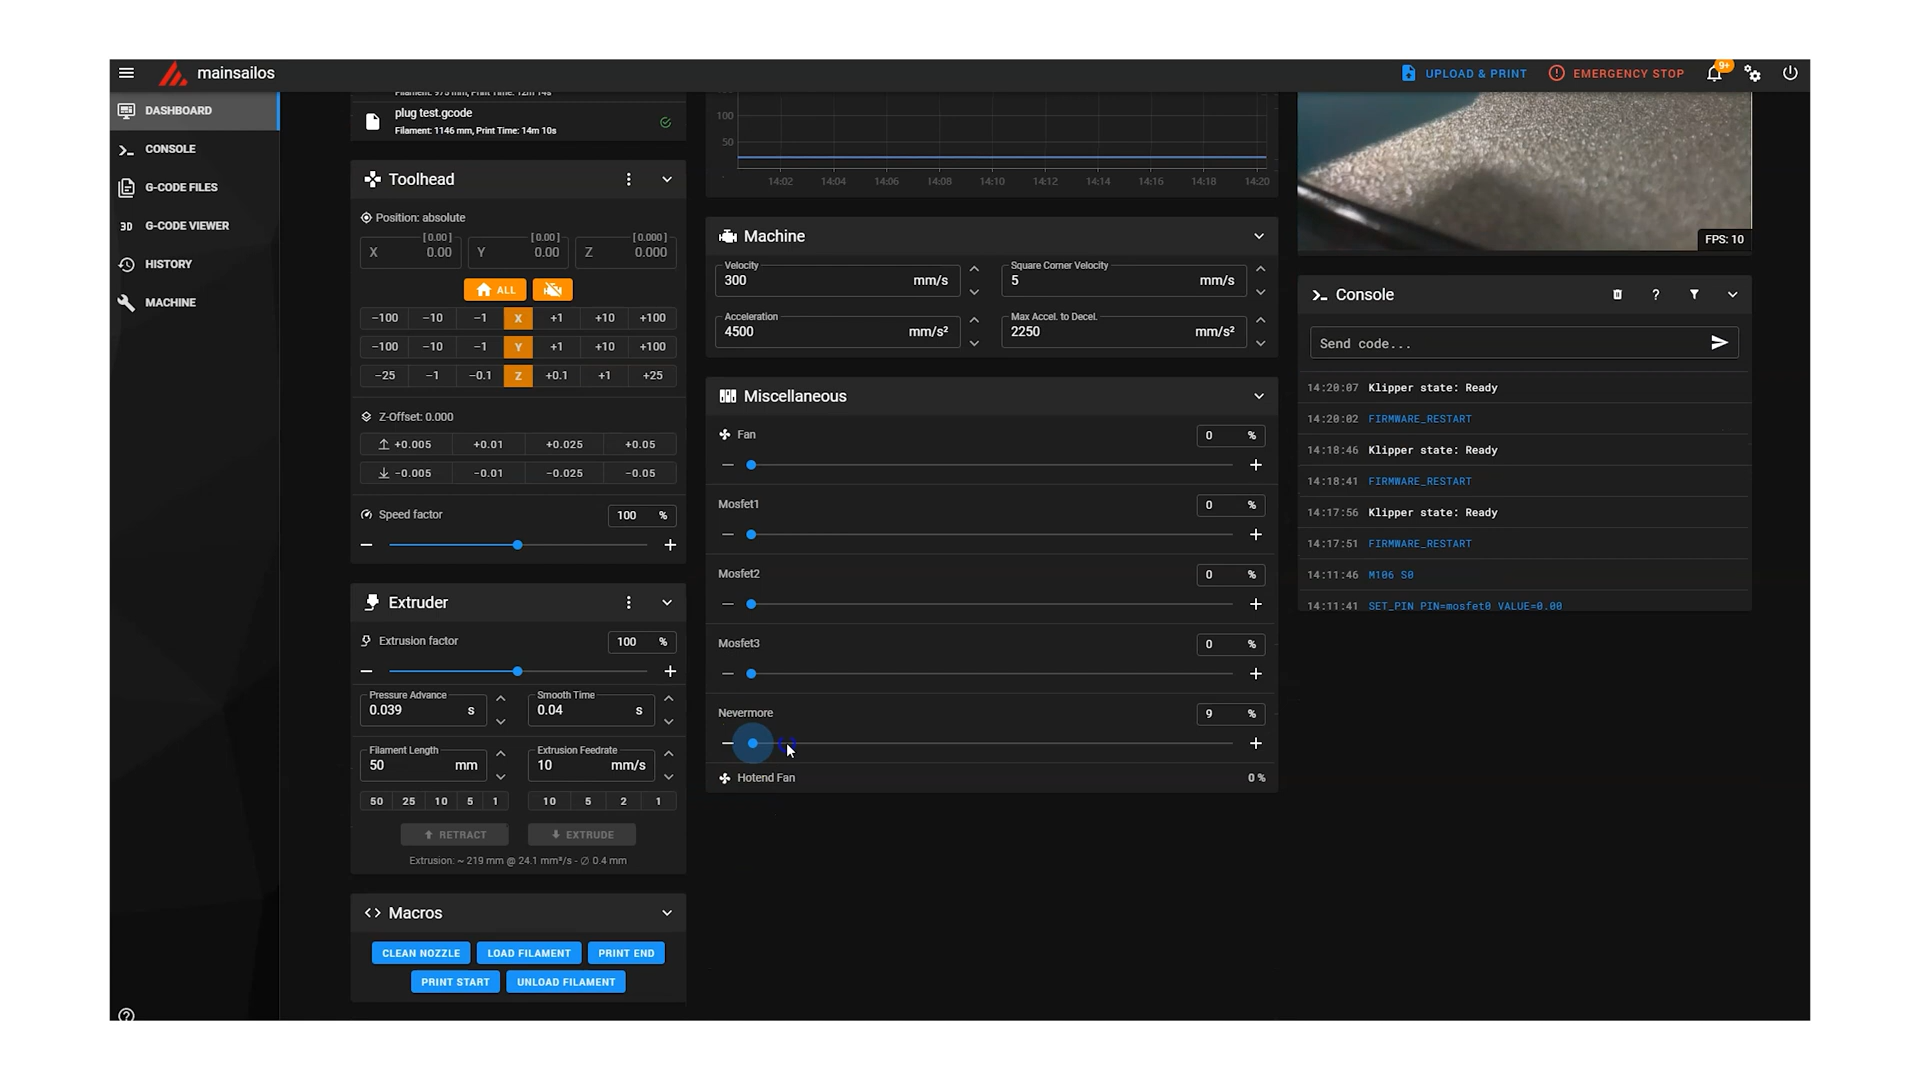 mainsailos
UPLOAD & PRINT
EMERGENCY STOP
9+
DASHBOARD
CONSOLE
G-CODE FILES
3D G-CODE VIEWER
HISTORY
MACHINE
Filament: 975 mm, Print Time: 12m 14s
plug test.gcode
Filament: 1146 mm, Print Time: 14m 10s
Toolhead
Position: absolute
X [0.00] 0.00
Y [0.00] 0.00
Z [0.000] 0.000
ALL
−100 −10 −1 X +1 +10 +100
−100 −10 −1 Y +1 +10 +100
−25 −1 −0.1 Z +0.1 +1 +25
Z-Offset: 0.000
+0.005 +0.01 +0.025 +0.05
−0.005 −0.01 −0.025 −0.05
Speed factor 100 %
Extruder
Extrusion factor 100 %
Pressure Advance
0.039 s
Smooth Time
0.04 s
Filament Length
50 mm
Extrusion Feedrate
10 mm/s
50 25 10 5 1
10 5 2 1
RETRACT
EXTRUDE
Extrusion: ~ 219 mm @ 24.1 mm³/s - ∅ 0.4 mm
Macros
CLEAN NOZZLE
LOAD FILAMENT
PRINT END
PRINT START
UNLOAD FILAMENT
100
50
14:02 14:04 14:06 14:08 14:10 14:12 14:14 14:16 14:18 14:20
Machine
Velocity
300 mm/s
Square Corner Velocity
5 mm/s
Acceleration
4500 mm/s²
Max Accel. to Decel.
2250 mm/s²
Miscellaneous
Fan 0 %
Mosfet1 0 %
Mosfet2 0 %
Mosfet3 0 %
Nevermore 9 %
Hotend Fan 0 %
FPS: 10
Console
Send code...
14:20:07 Klipper state: Ready
14:20:02 FIRMWARE_RESTART
14:18:46 Klipper state: Ready
14:18:41 FIRMWARE_RESTART
14:17:56 Klipper state: Ready
14:17:51 FIRMWARE_RESTART
14:11:46 M106 S0
14:11:41 SET_PIN PIN=mosfet0 VALUE=0.00